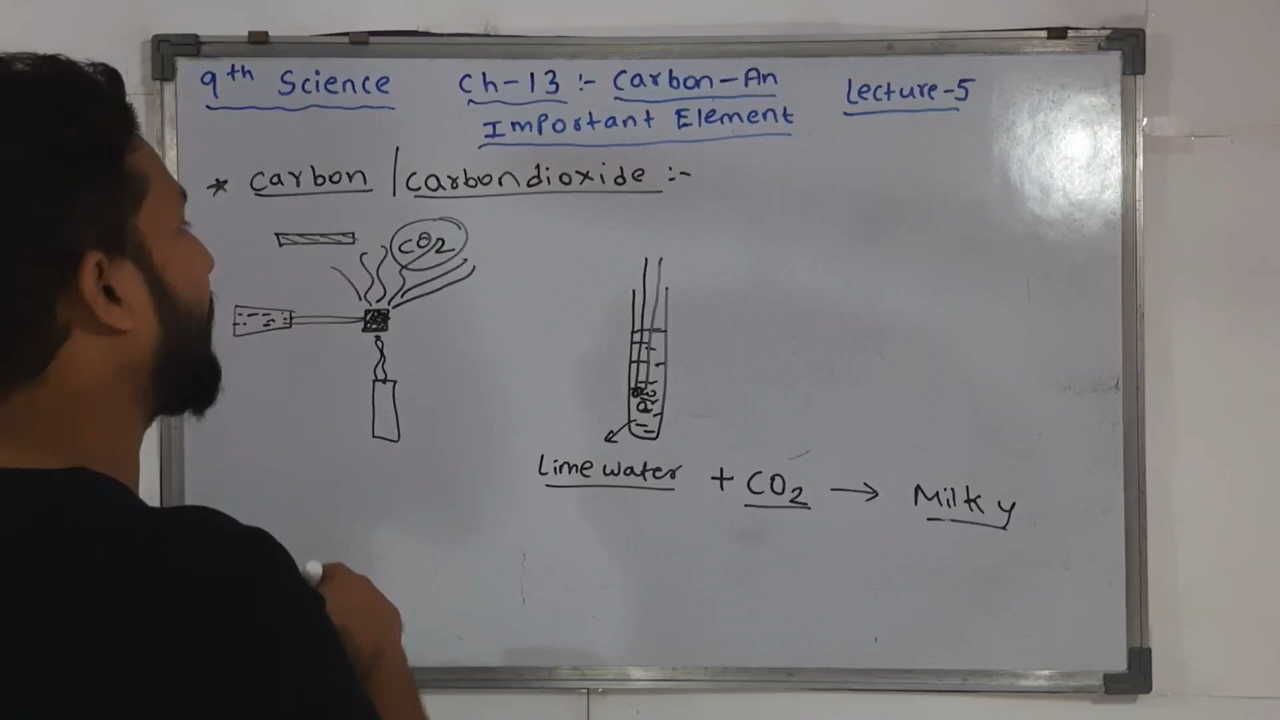 9th Science Ch-13 :- Carbon-An Lecture-5
Important Element
* carbon / carbondioxide :-
CO2
Lime water + CO2 → Milky